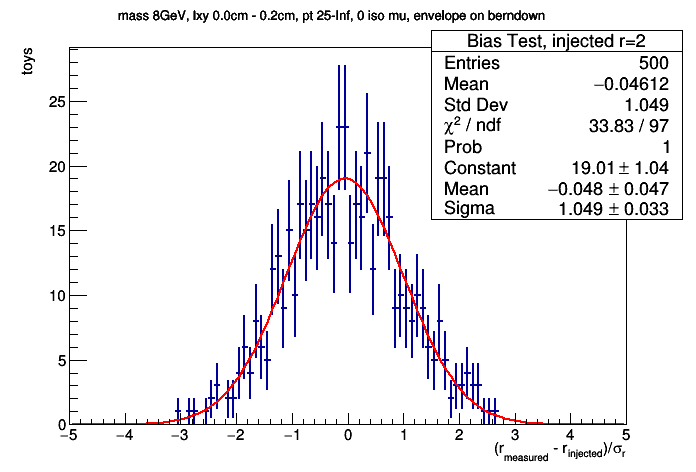 mass 8GeV, lxy 0.0cm - 0.2cm, pt 25-Inf, 0 iso mu, envelope on berndown
toys
Bias Test, injected r=2
Entries 500
Mean −0.04612
Std Dev 1.049
χ² / ndf 33.83 / 97
Prob 1
Constant 19.01 ± 1.04
Mean −0.048 ± 0.047
Sigma 1.049 ± 0.033
25
20
15
10
5
0
−5 −4 −3 −2 −1 0 1 2 3 4 5
(r_measured - r_injected)/σ_r